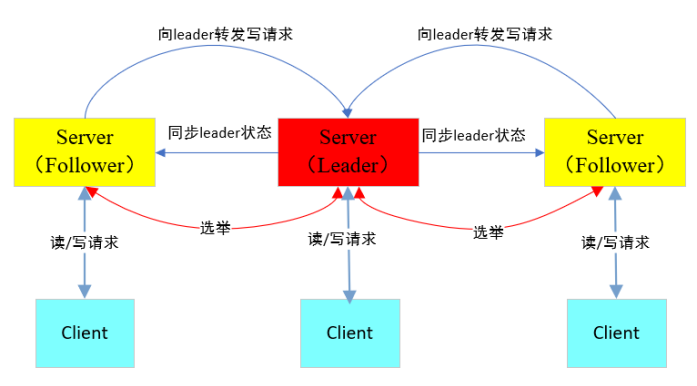 向leader转发写请求
向leader转发写请求
Server
（Follower）
同步leader状态
Server
（Leader）
同步leader状态
Server
（Follower）
选举
选举
读/写请求
读/写请求
读/写请求
Client
Client
Client